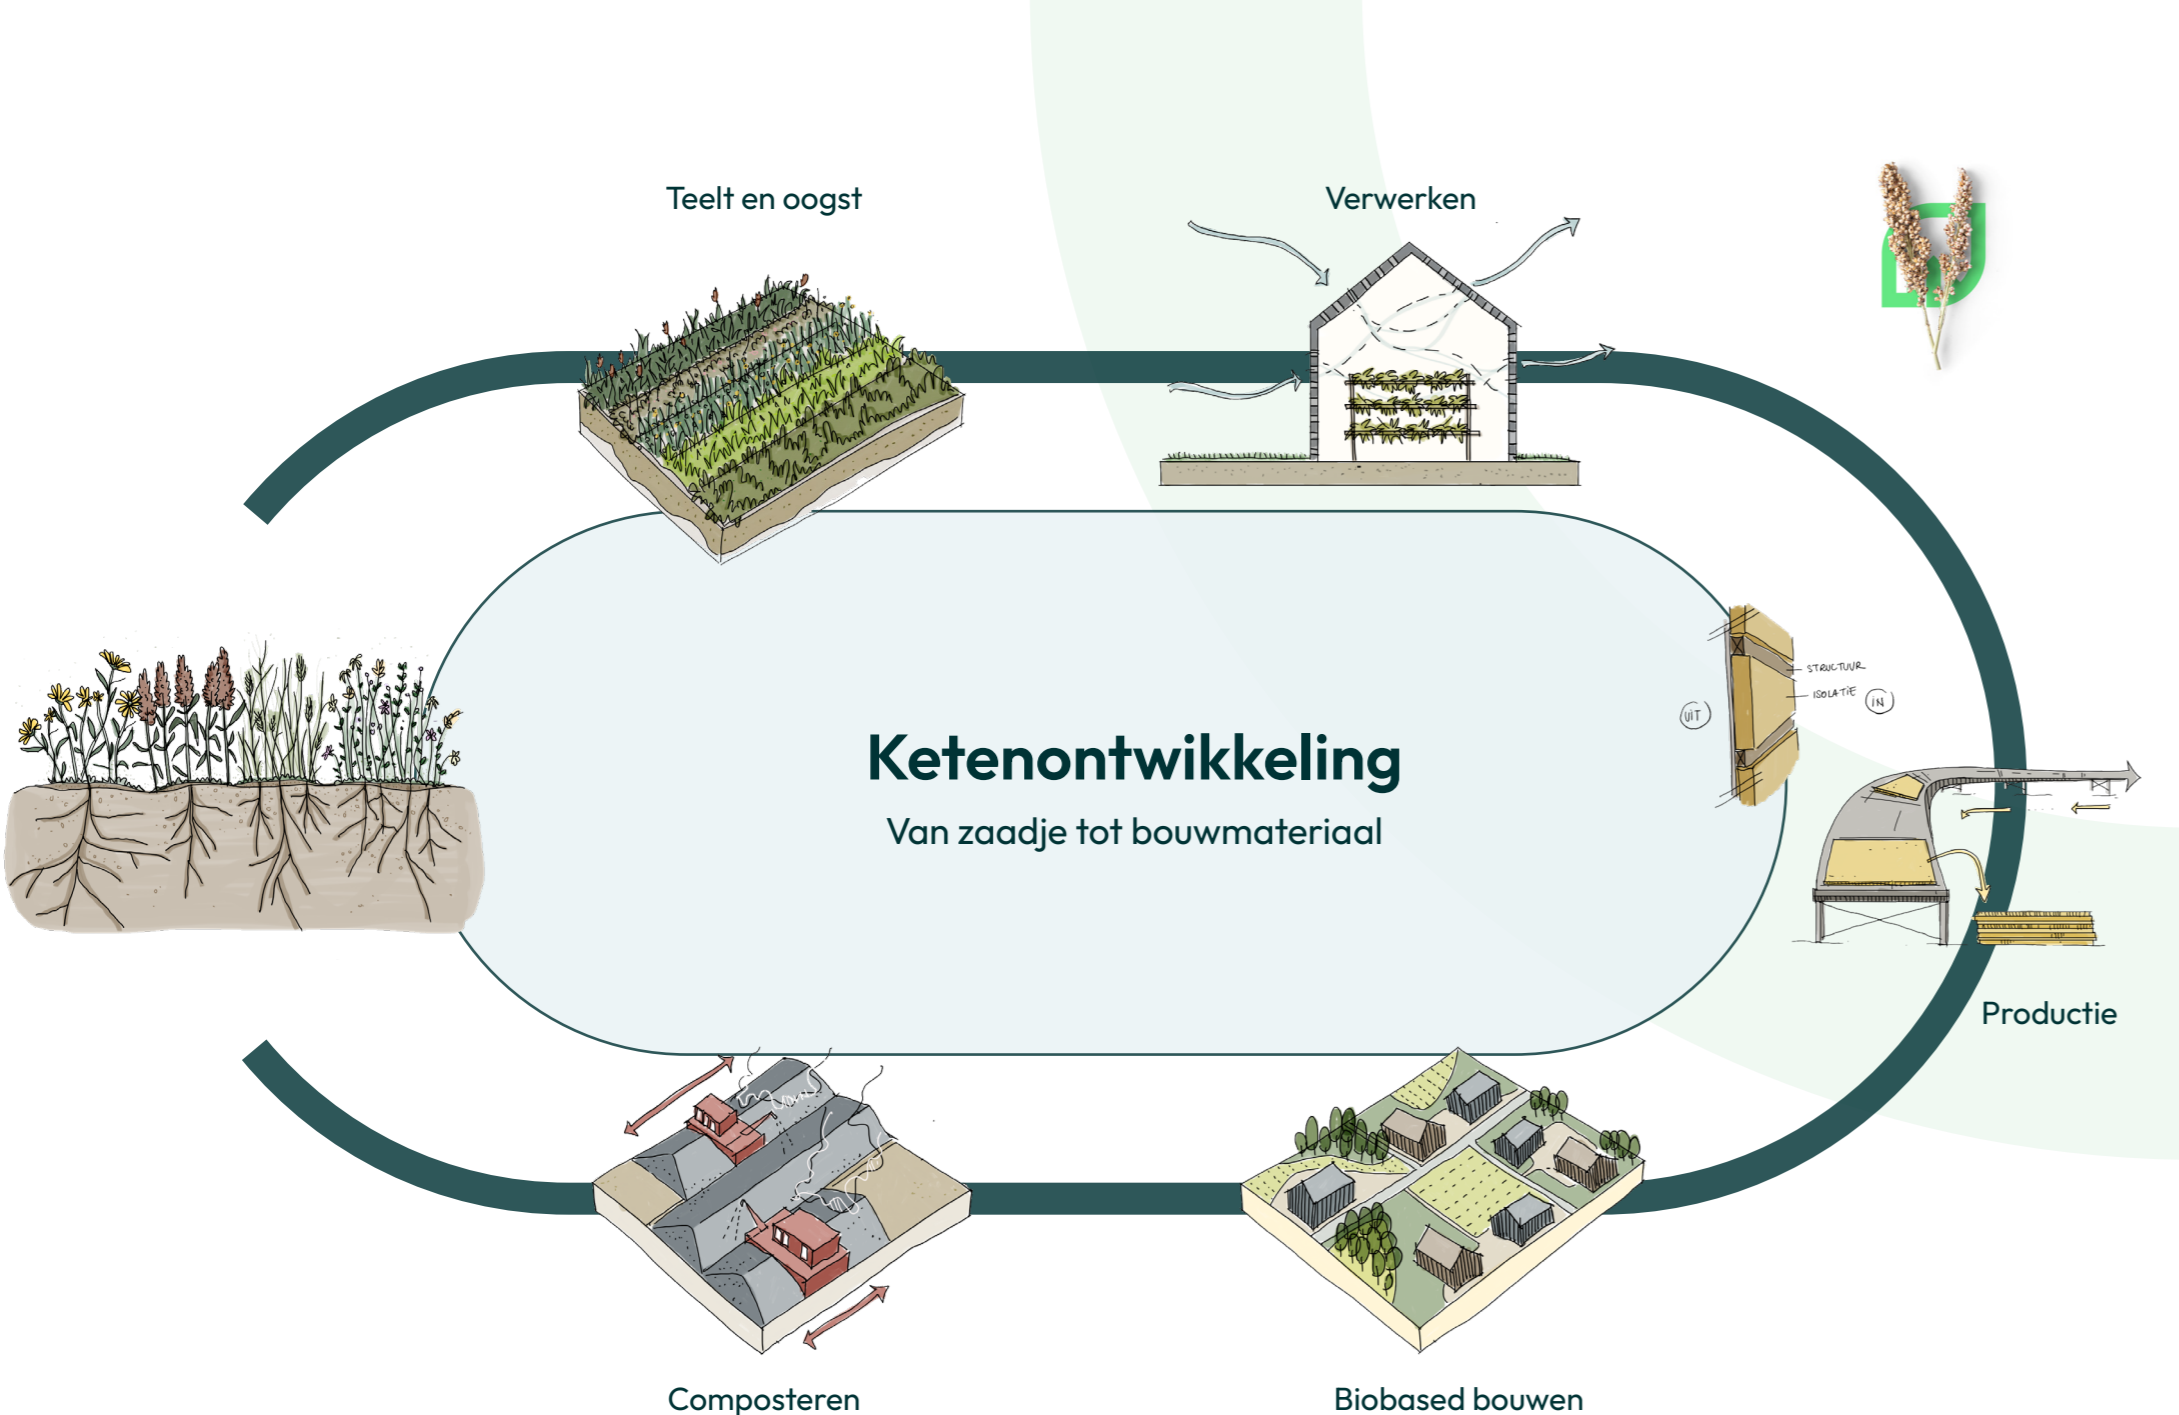 Teelt en oogst
Verwerken
STRUCTUUR
ISOLATIE
IN
UIT
Ketenontwikkeling
Van zaadje tot bouwmateriaal
Productie
Composteren
Biobased bouwen